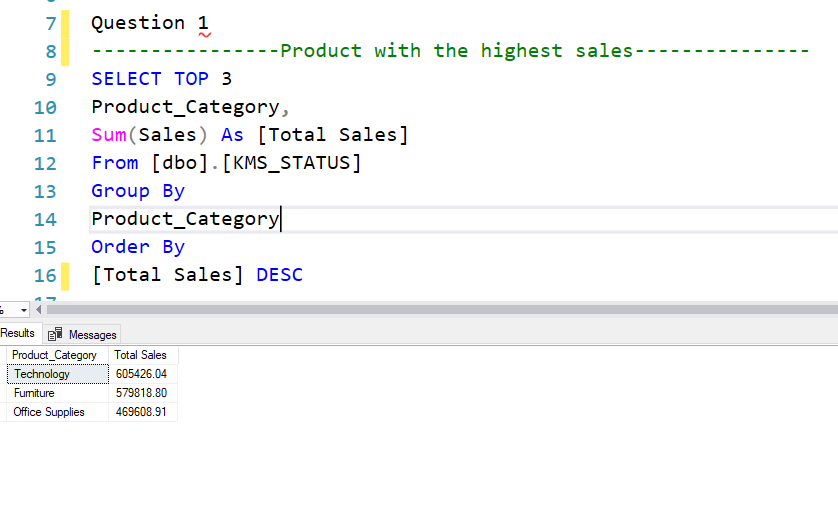 7 Question 1
8 ----------------Product with the highest sales---------------
9 SELECT TOP 3
10 Product_Category,
11 Sum(Sales) As [Total Sales]
12 From [dbo].[KMS_STATUS]
13 Group By
14 Product_Category
15 Order By
16 [Total Sales] DESC
Results Messages
Product_Category Total Sales
Technology 605426.04
Furniture 579818.80
Office Supplies 469608.91